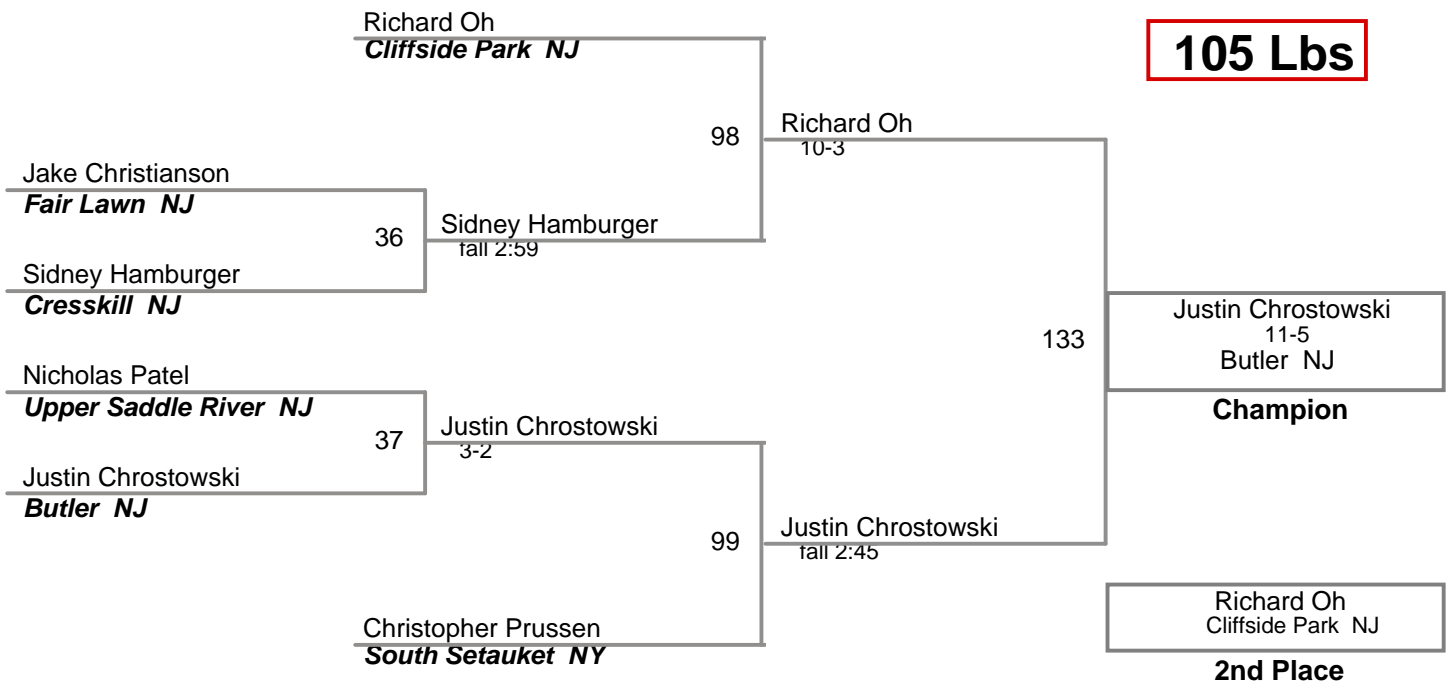 Richard Oh
Cliffside Park NJ
105 Lbs
98
Richard Oh
10-3
Jake Christianson
Fair Lawn NJ
36
Sidney Hamburger
fall 2:59
Sidney Hamburger
Cresskill NJ
133
Justin Chrostowski
11-5
Butler NJ
Champion
Nicholas Patel
Upper Saddle River NJ
37
Justin Chrostowski
3-2
Justin Chrostowski
Butler NJ
99
Justin Chrostowski
fall 2:45
Christopher Prussen
South Setauket NY
Richard Oh
Cliffside Park NJ
2nd Place